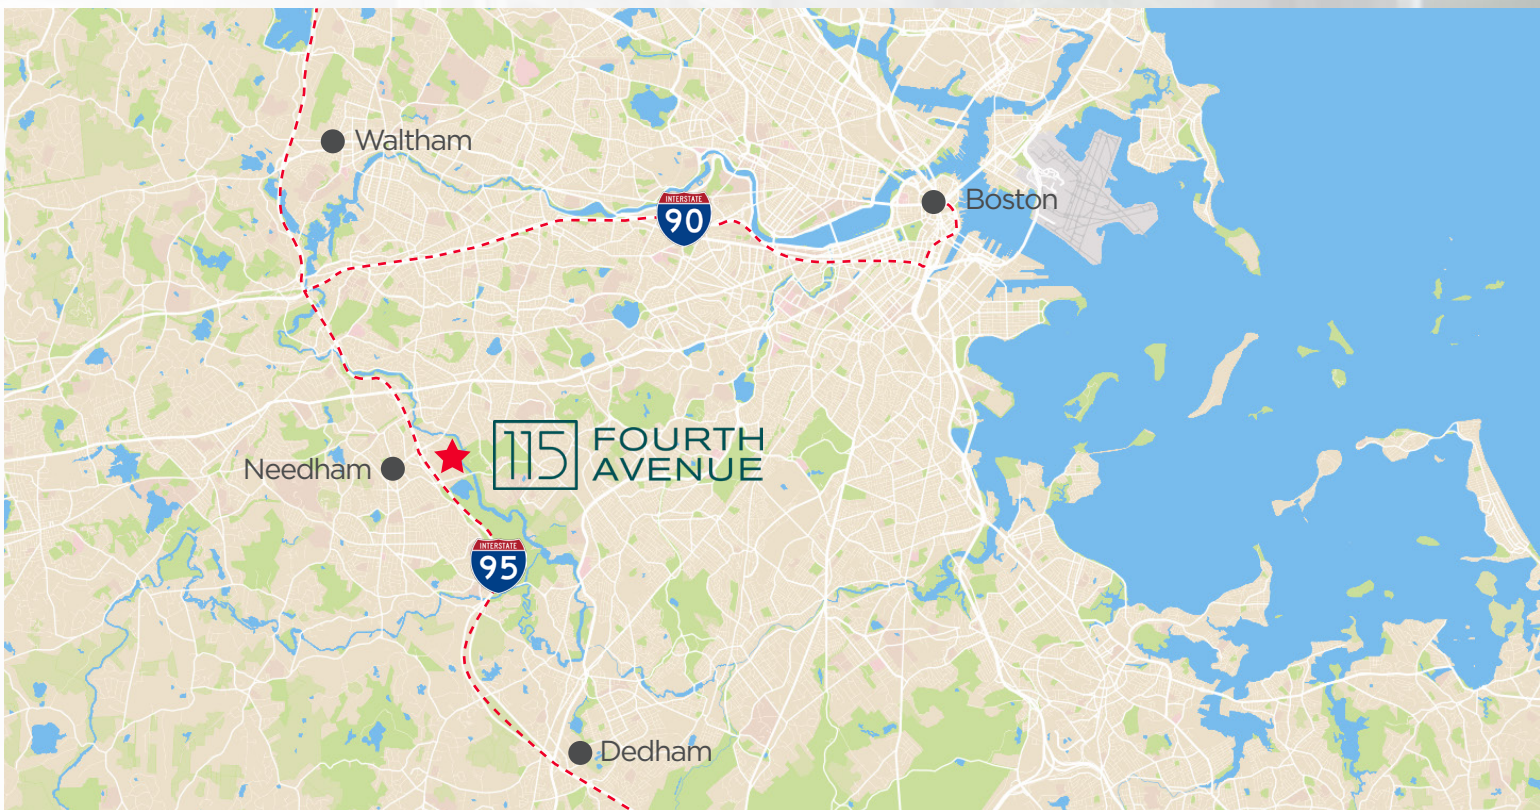 Waltham
INTERSTATE
90
Boston
115 FOURTH
AVENUE
Needham
INTERSTATE
95
Dedham